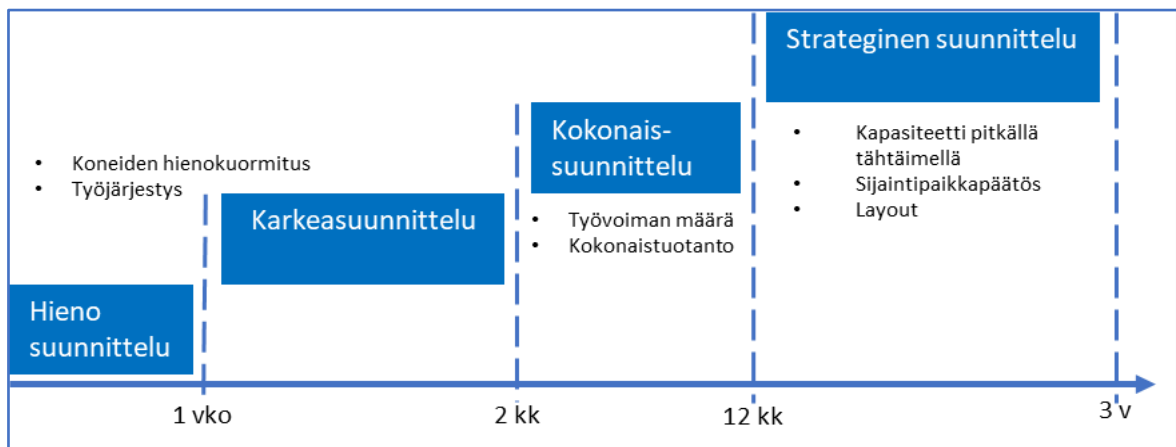 Strateginen suunnittelu
Kokonais-
suunnittelu
• Kapasiteetti pitkällä
tähtäimellä
• Sijaintipaikkapäätös
• Layout
• Koneiden hienokuormitus
• Työjärjestys
Karkeasuunnittelu
• Työvoiman määrä
• Kokonaistuotanto
Hieno
suunnittelu
1 vko
2 kk
12 kk
3 v